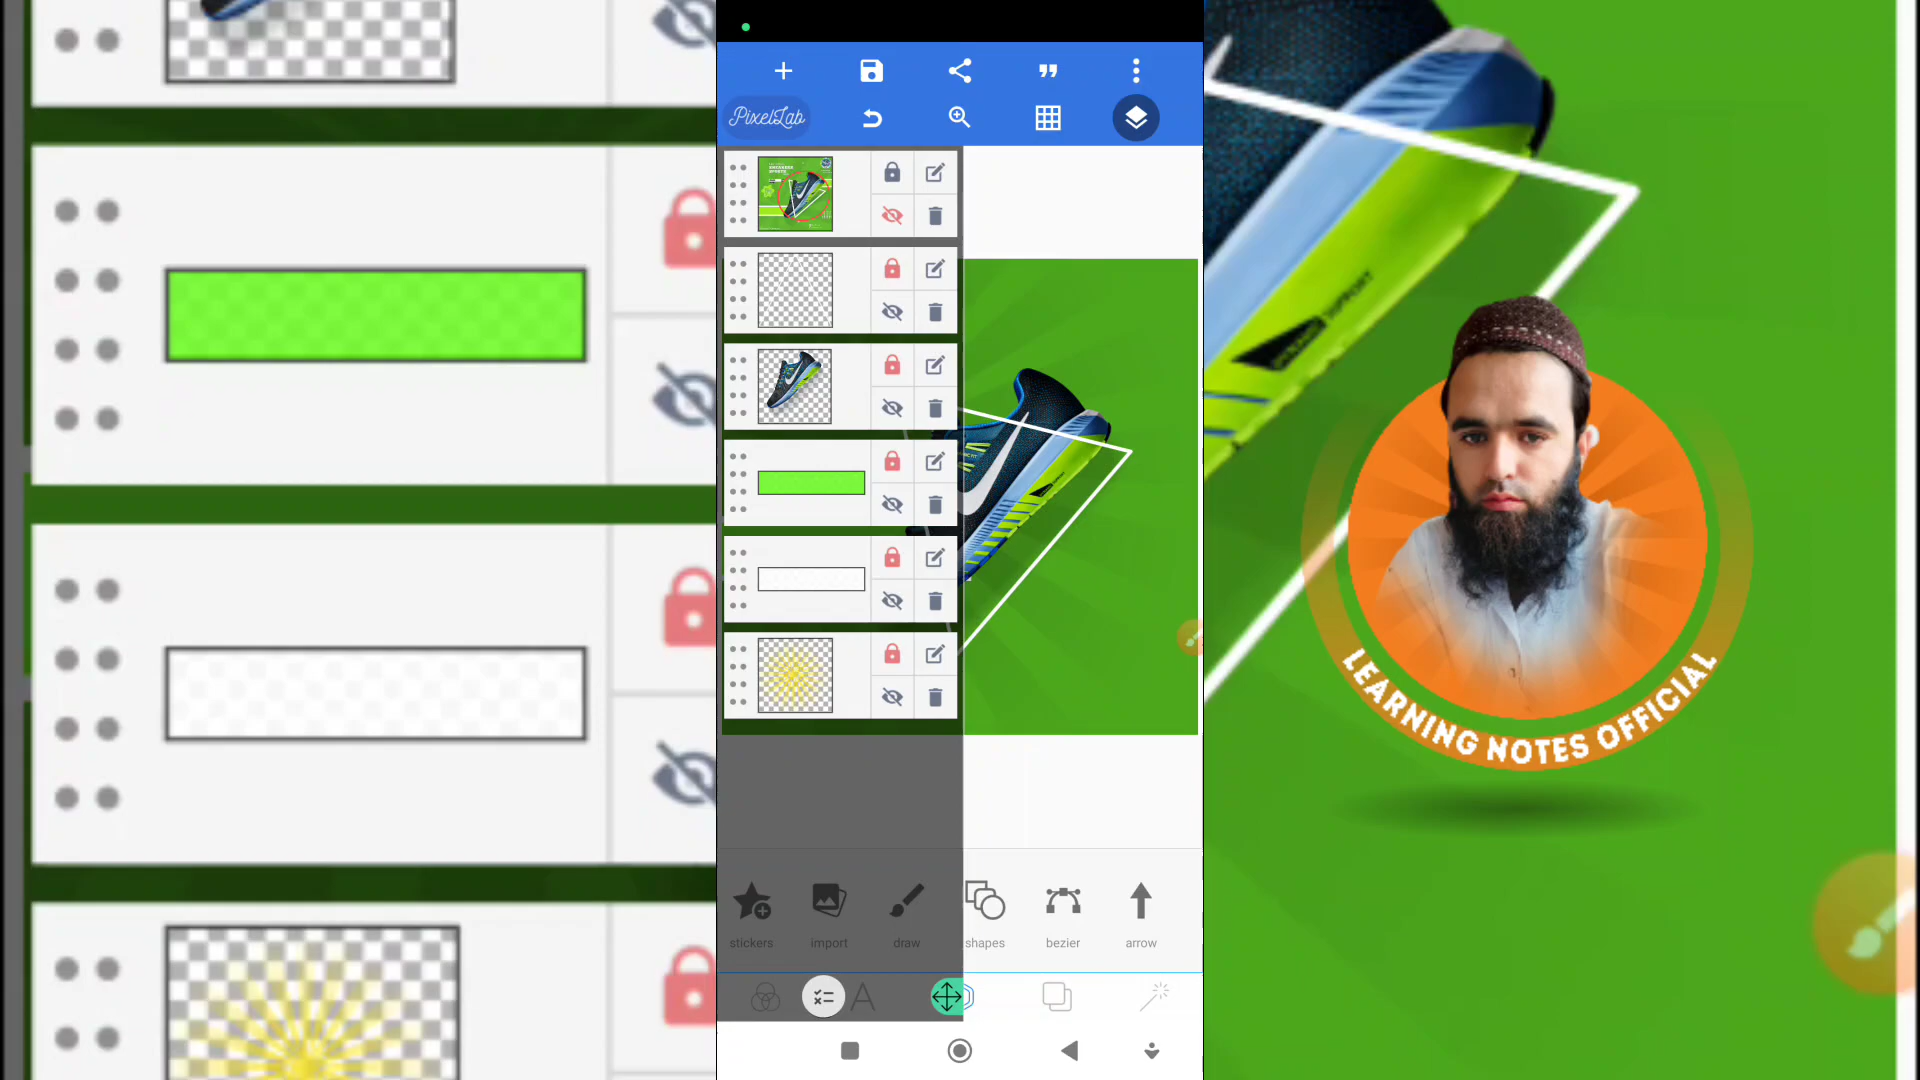 PixelLab
stickers
import
draw
shapes
bezier
arrow
LEARNING NOTES OFFICIAL